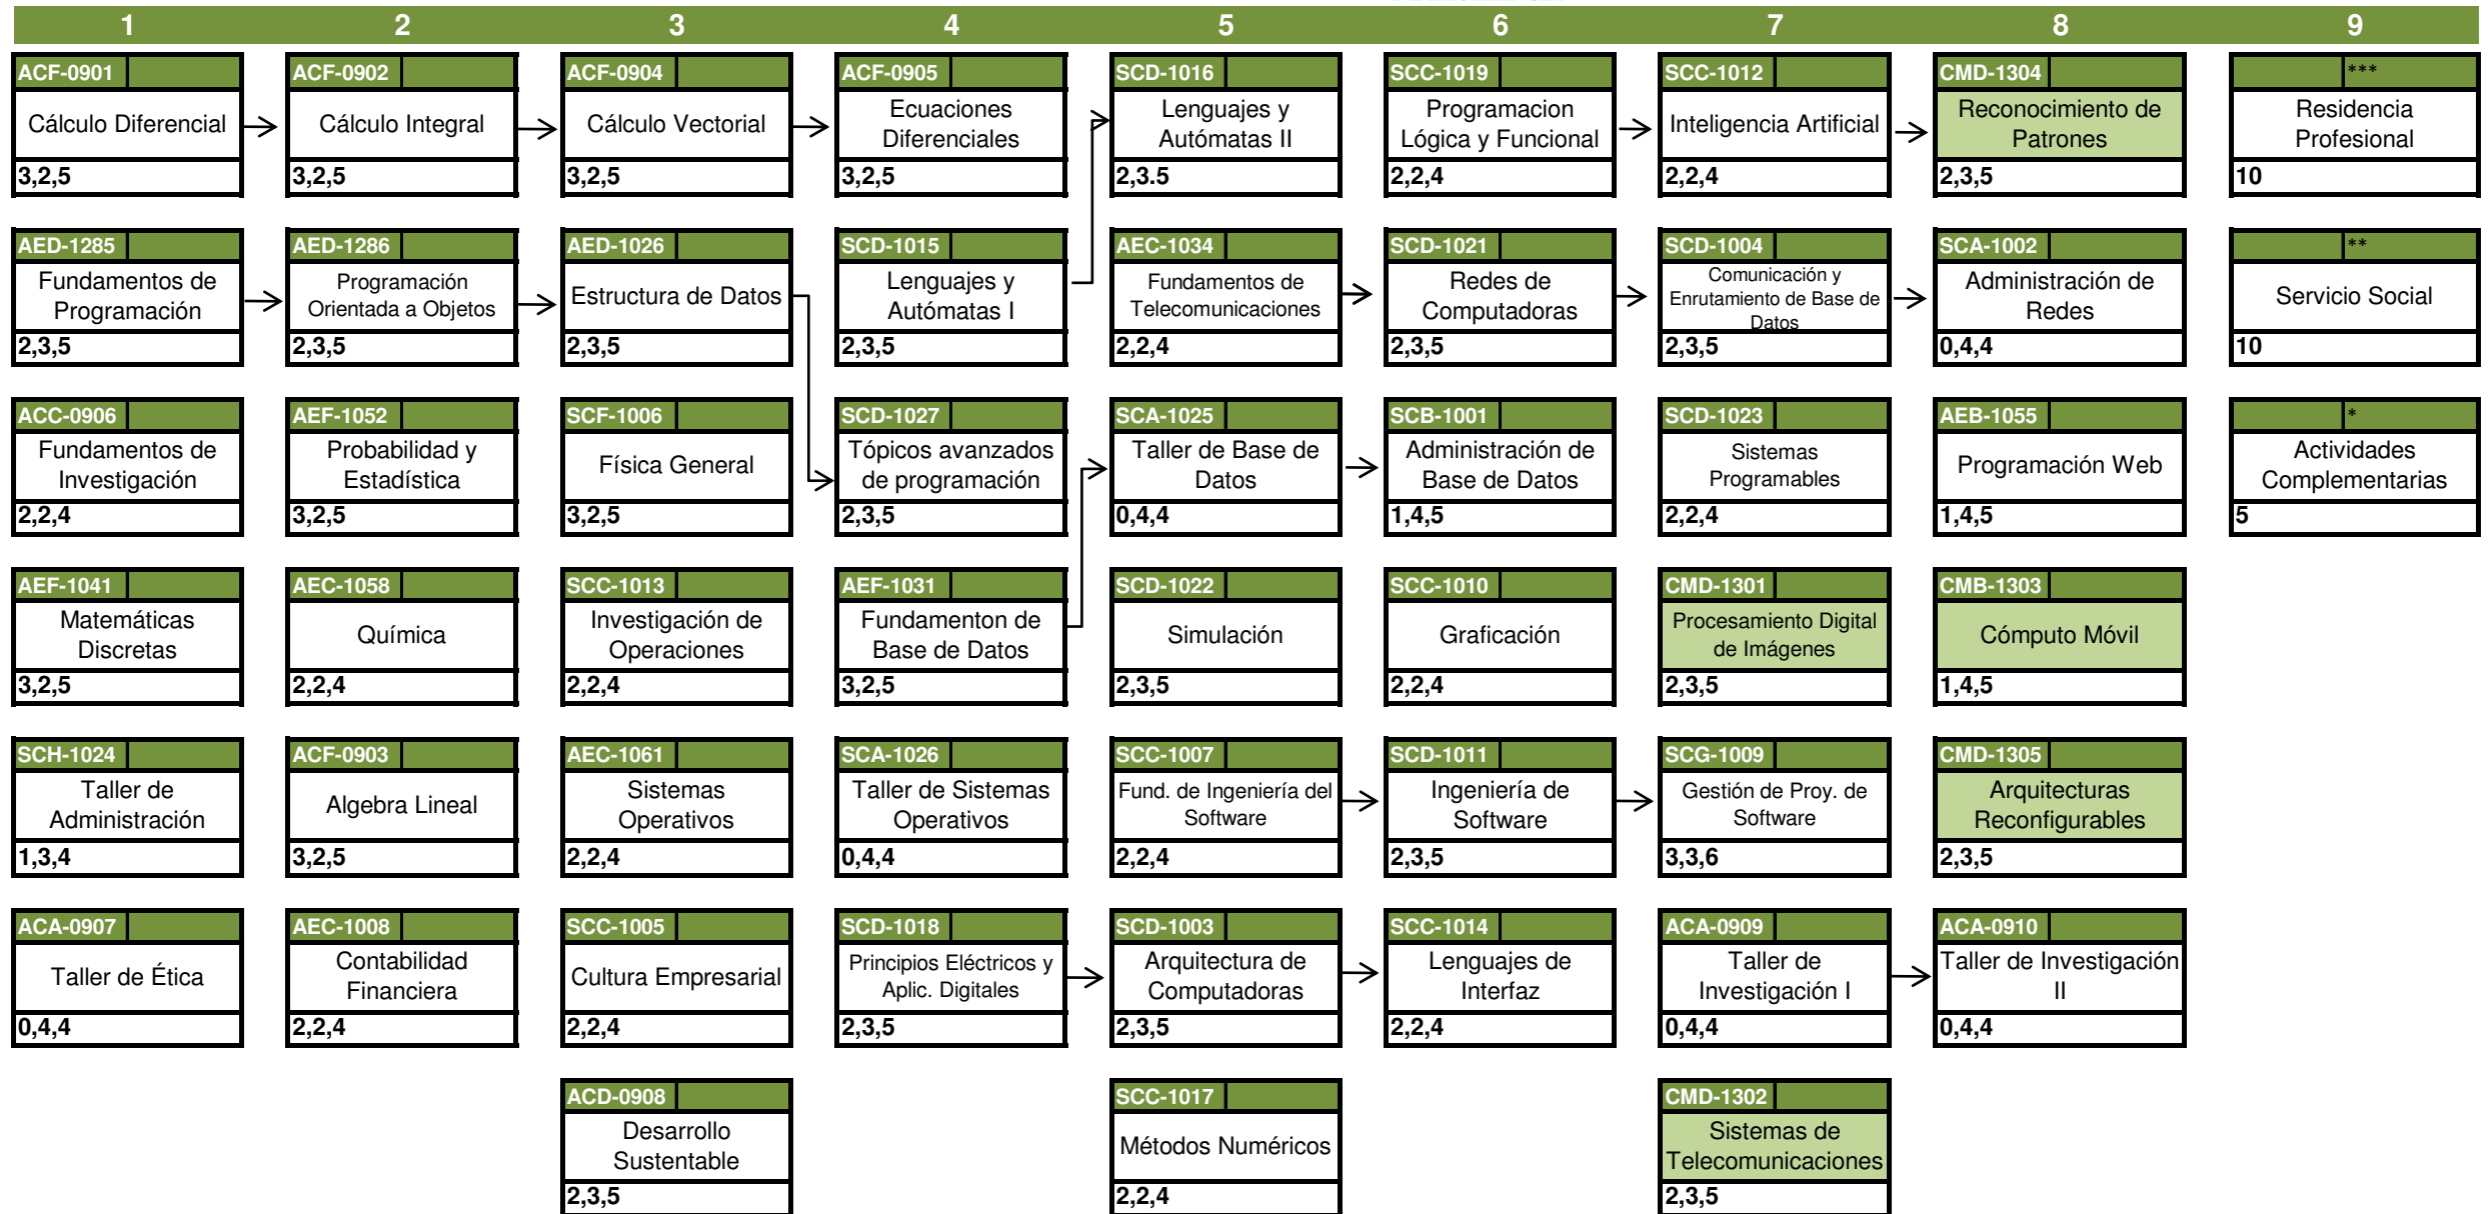 1 2 3 4 5 6 7 8 9
ACF-0901 ACF-0902 ACF-0904 ACF-0905 SCD-1016 SCC-1019 SCC-1012 CMD-1304 ***
Cálculo Diferencial
Cálculo Integral
Cálculo Vectorial
Ecuaciones
Diferenciales
Lenguajes y
Autómatas II
Programacion
Lógica y Funcional
Inteligencia Artificial
Reconocimiento de
Patrones
Residencia
Profesional
3,2,5 3,2,5 3,2,5 3,2,5 2,3.5 2,2,4 2,2,4 2,3,5 10
AED-1285 AED-1286 AED-1026 SCD-1015 AEC-1034 SCD-1021 SCD-1004 SCA-1002 **
Fundamentos de
Programación
Programación
Orientada a Objetos
Estructura de Datos
Lenguajes y
Autómatas I
Fundamentos de
Telecomunicaciones
Redes de
Computadoras
Comunicación y
Enrutamiento de Base de
Datos
Administración de
Redes
Servicio Social
2,3,5 2,3,5 2,3,5 2,3,5 2,2,4 2,3,5 2,3,5 0,4,4 10
ACC-0906 AEF-1052 SCF-1006 SCD-1027 SCA-1025 SCB-1001 SCD-1023 AEB-1055 *
Fundamentos de
Investigación
Probabilidad y
Estadística
Física General
Tópicos avanzados
de programación
Taller de Base de
Datos
Administración de
Base de Datos
Sistemas
Programables
Programación Web
Actividades
Complementarias
2,2,4 3,2,5 3,2,5 2,3,5 0,4,4 1,4,5 2,2,4 1,4,5 5
AEF-1041 AEC-1058 SCC-1013 AEF-1031 SCD-1022 SCC-1010 CMD-1301 CMB-1303
Matemáticas
Discretas
Química
Investigación de
Operaciones
Fundamenton de
Base de Datos
Simulación
Graficación
Procesamiento Digital
de Imágenes
Cómputo Móvil
3,2,5 2,2,4 2,2,4 3,2,5 2,3,5 2,2,4 2,3,5 1,4,5
SCH-1024 ACF-0903 AEC-1061 SCA-1026 SCC-1007 SCD-1011 SCG-1009 CMD-1305
Taller de
Administración
Algebra Lineal
Sistemas
Operativos
Taller de Sistemas
Operativos
Fund. de Ingeniería del
Software
Ingeniería de
Software
Gestión de Proy. de
Software
Arquitecturas
Reconfigurables
1,3,4 3,2,5 2,2,4 0,4,4 2,2,4 2,3,5 3,3,6 2,3,5
ACA-0907 AEC-1008 SCC-1005 SCD-1018 SCD-1003 SCC-1014 ACA-0909 ACA-0910
Taller de Ética
Contabilidad
Financiera
Cultura Empresarial
Principios Eléctricos y
Aplic. Digitales
Arquitectura de
Computadoras
Lenguajes de
Interfaz
Taller de
Investigación I
Taller de Investigación
II
0,4,4 2,2,4 2,2,4 2,3,5 2,3,5 2,2,4 0,4,4 0,4,4
ACD-0908 SCC-1017 CMD-1302
Desarrollo
Sustentable
Métodos Numéricos
Sistemas de
Telecomunicaciones
2,3,5 2,2,4 2,3,5